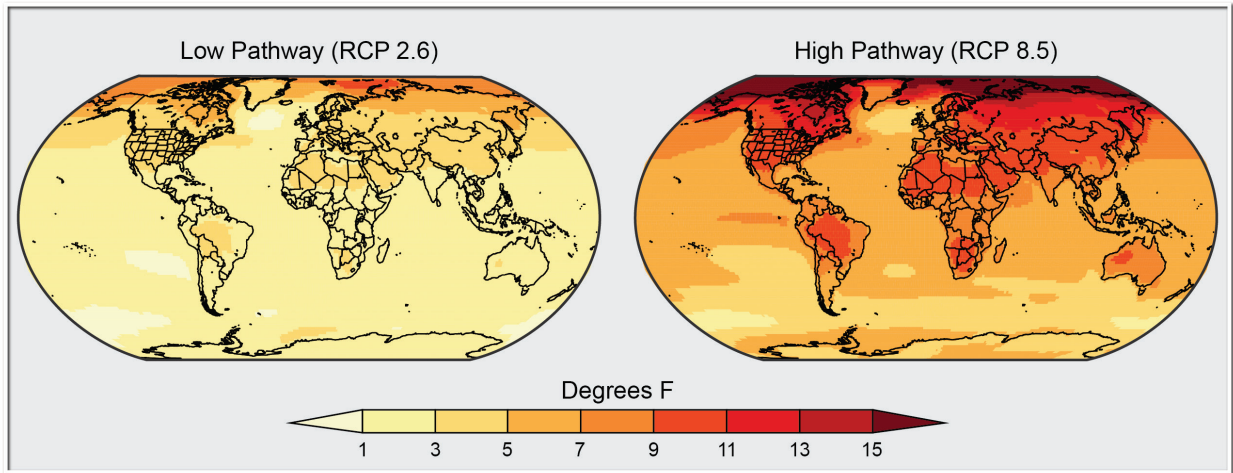 Low Pathway (RCP 2.6)
High Pathway (RCP 8.5)
Degrees F
1 3 5 7 9 11 13 15